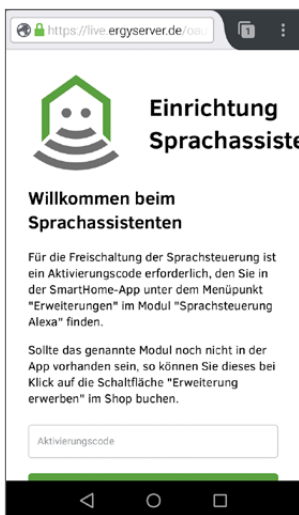 https://live.ergyserver.de/oau
1
Einrichtung
Sprachassiste
Willkommen beim
Sprachassistenten
Für die Freischaltung der Sprachsteuerung ist
ein Aktivierungscode erforderlich, den Sie in
der SmartHome-App unter dem Menüpunkt
"Erweiterungen" im Modul "Sprachsteuerung
Alexa" finden.
Sollte das genannte Modul noch nicht in der
App vorhanden sein, so können Sie dieses bei
Klick auf die Schaltfläche "Erweiterung
erwerben" im Shop buchen.
Aktivierungscode